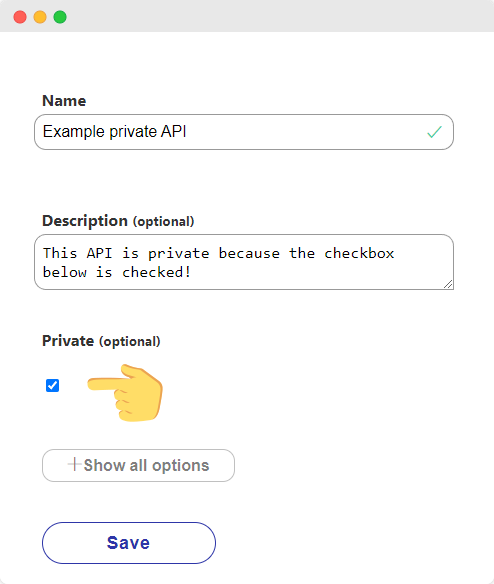 Name
Example private API
Description (optional)
This API is private because the checkbox
below is checked!
Private (optional)
Show all options
Save